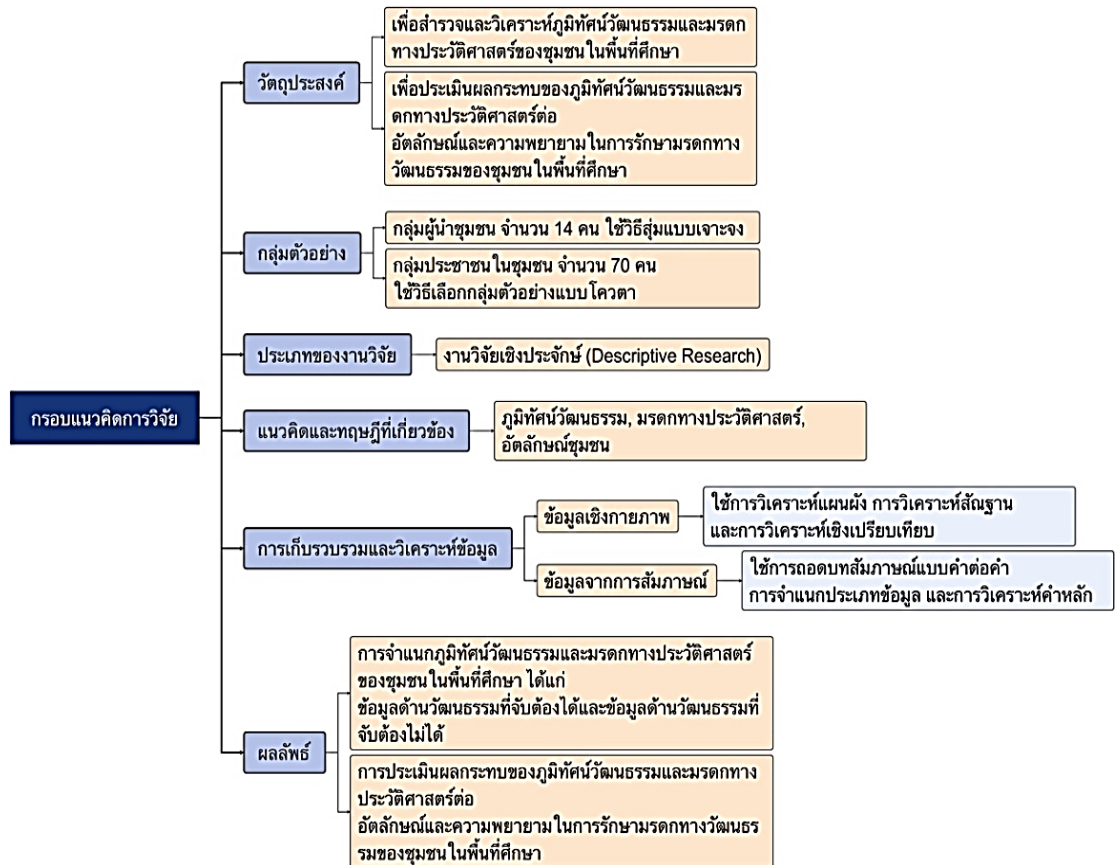 เพื่อสำรวจและวิเคราะห์ภูมิทัศน์วัฒนธรรมและมรดก
ทางประวัติศาสตร์ของชุมชนในพื้นที่ศึกษา
วัตถุประสงค์
เพื่อประเมินผลกระทบของภูมิทัศน์วัฒนธรรมและมร
ดกทางประวัติศาสตร์ต่อ
อัตลักษณ์และความพยายามในการรักษามรดกทาง
วัฒนธรรมของชุมชนในพื้นที่ศึกษา
กลุ่มผู้นำชุมชน จำนวน 14 คน ใช้วิธีสุ่มแบบเจาะจง
กลุ่มตัวอย่าง
กลุ่มประชาชนในชุมชน จำนวน 70 คน
ใช้วิธีเลือกกลุ่มตัวอย่างแบบโควตา
ประเภทของงานวิจัย
งานวิจัยเชิงประจักษ์ (Descriptive Research)
กรอบแนวคิดการวิจัย
แนวคิดและทฤษฎีที่เกี่ยวข้อง
ภูมิทัศน์วัฒนธรรม, มรดกทางประวัติศาสตร์,
อัตลักษณ์ชุมชน
การเก็บรวบรวมและวิเคราะห์ข้อมูล
ข้อมูลเชิงกายภาพ
ใช้การวิเคราะห์แผนผัง การวิเคราะห์สัณฐาน
และการวิเคราะห์เชิงเปรียบเทียบ
ข้อมูลจากการสัมภาษณ์
ใช้การถอดบทสัมภาษณ์แบบคำต่อคำ
การจำแนกประเภทข้อมูล และการวิเคราะห์คำหลัก
การจำแนกภูมิทัศน์วัฒนธรรมและมรดกทางประวัติศาสตร์
ของชุมชนในพื้นที่ศึกษา ได้แก่
ข้อมูลด้านวัฒนธรรมที่จับต้องได้และข้อมูลด้านวัฒนธรรมที่
จับต้องไม่ได้
ผลลัพธ์
การประเมินผลกระทบของภูมิทัศน์วัฒนธรรมและมรดกทาง
ประวัติศาสตร์ต่อ
อัตลักษณ์และความพยายามในการรักษามรดกทางวัฒนธร
รมของชุมชนในพื้นที่ศึกษา